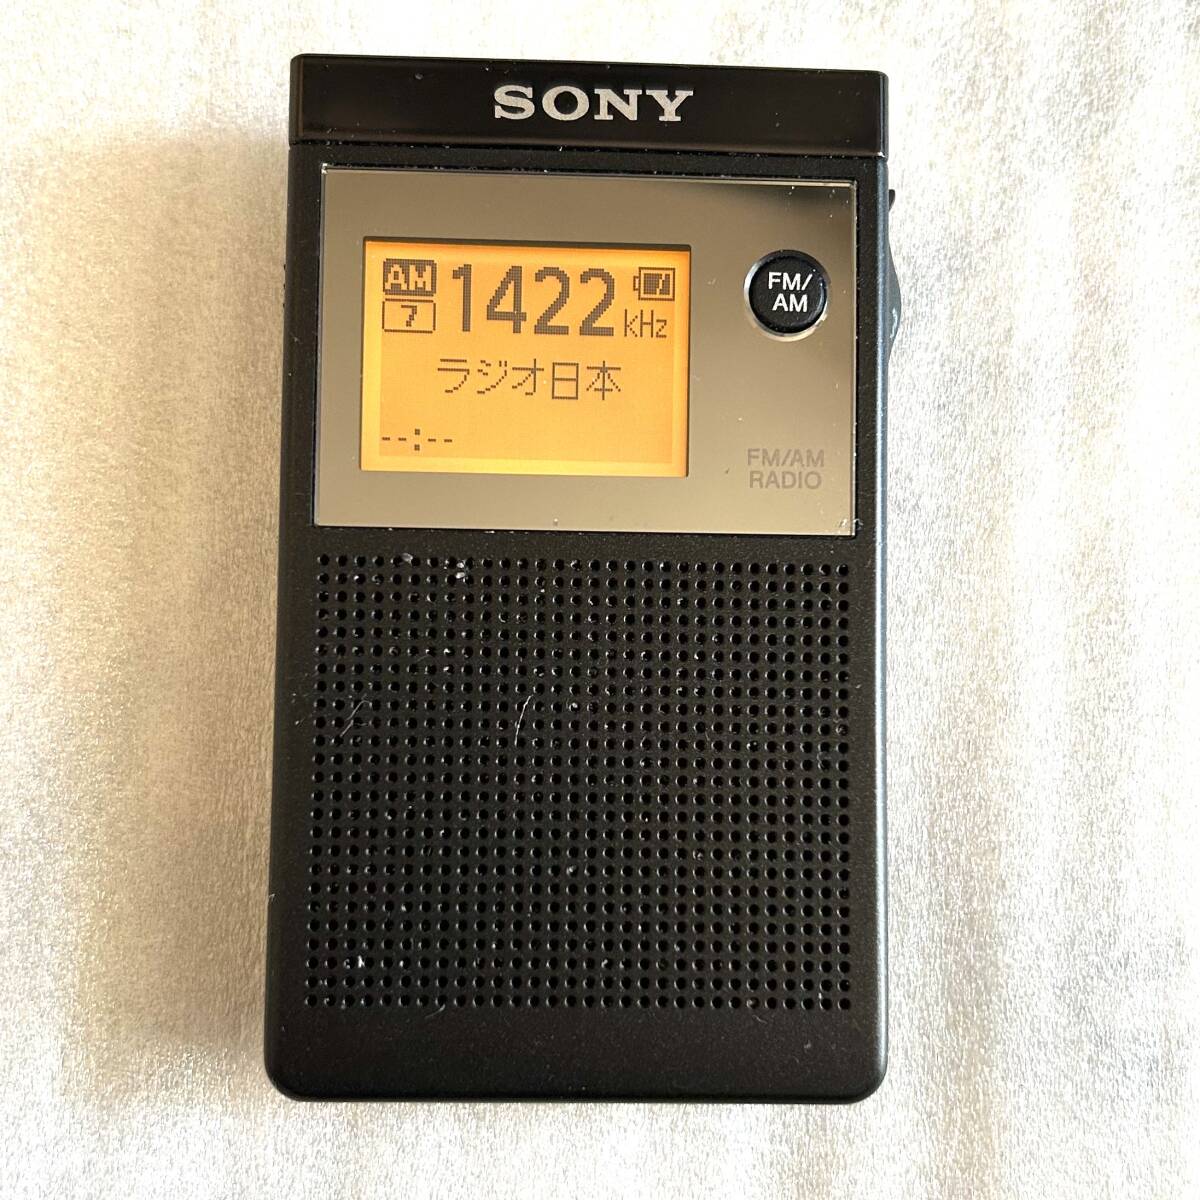 SONY
AM 1422 kHz
7
ラジオ日本
--:--
FM/
AM
FM/AM
RADIO